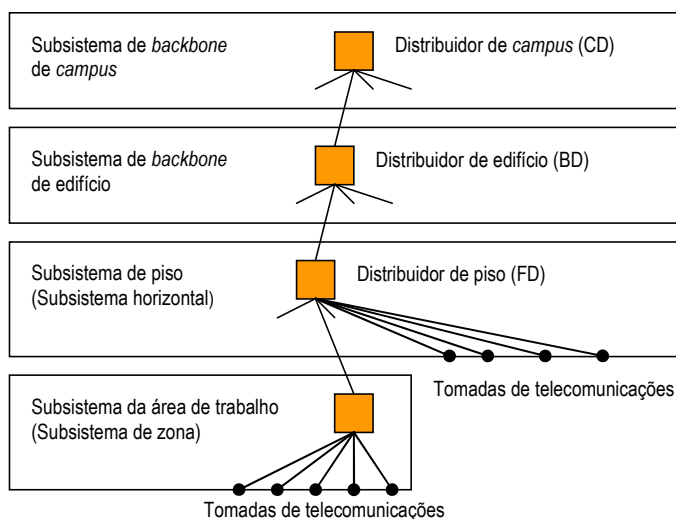 Subsistema de backbone
de campus
Distribuidor de campus (CD)
Subsistema de backbone
de edifício
Distribuidor de edifício (BD)
Subsistema de piso
(Subsistema horizontal)
Distribuidor de piso (FD)
Tomadas de telecomunicações
Subsistema da área de trabalho
(Subsistema de zona)
Tomadas de telecomunicações